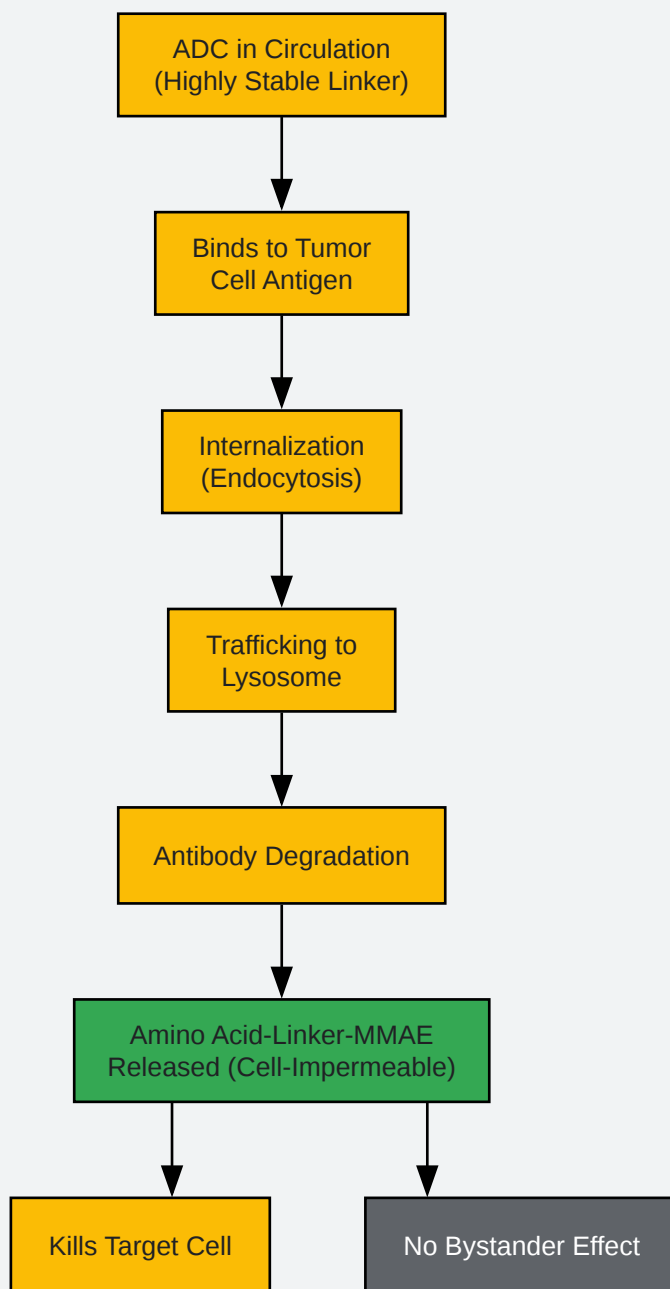 ADC in Circulation
(Highly Stable Linker)
Binds to Tumor
Cell Antigen
Internalization
(Endocytosis)
Trafficking to
Lysosome
Antibody Degradation
Amino Acid-Linker-MMAE
Released (Cell-Impermeable)
Kills Target Cell
No Bystander Effect